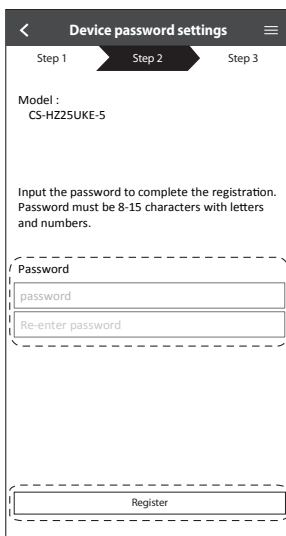 Device password settings
Step 1 Step 2 Step 3
Model :
CS-HZ25UKE-5
Input the password to complete the registration.
Password must be 8-15 characters with letters
and numbers.
Password
password
Re-enter password
Register